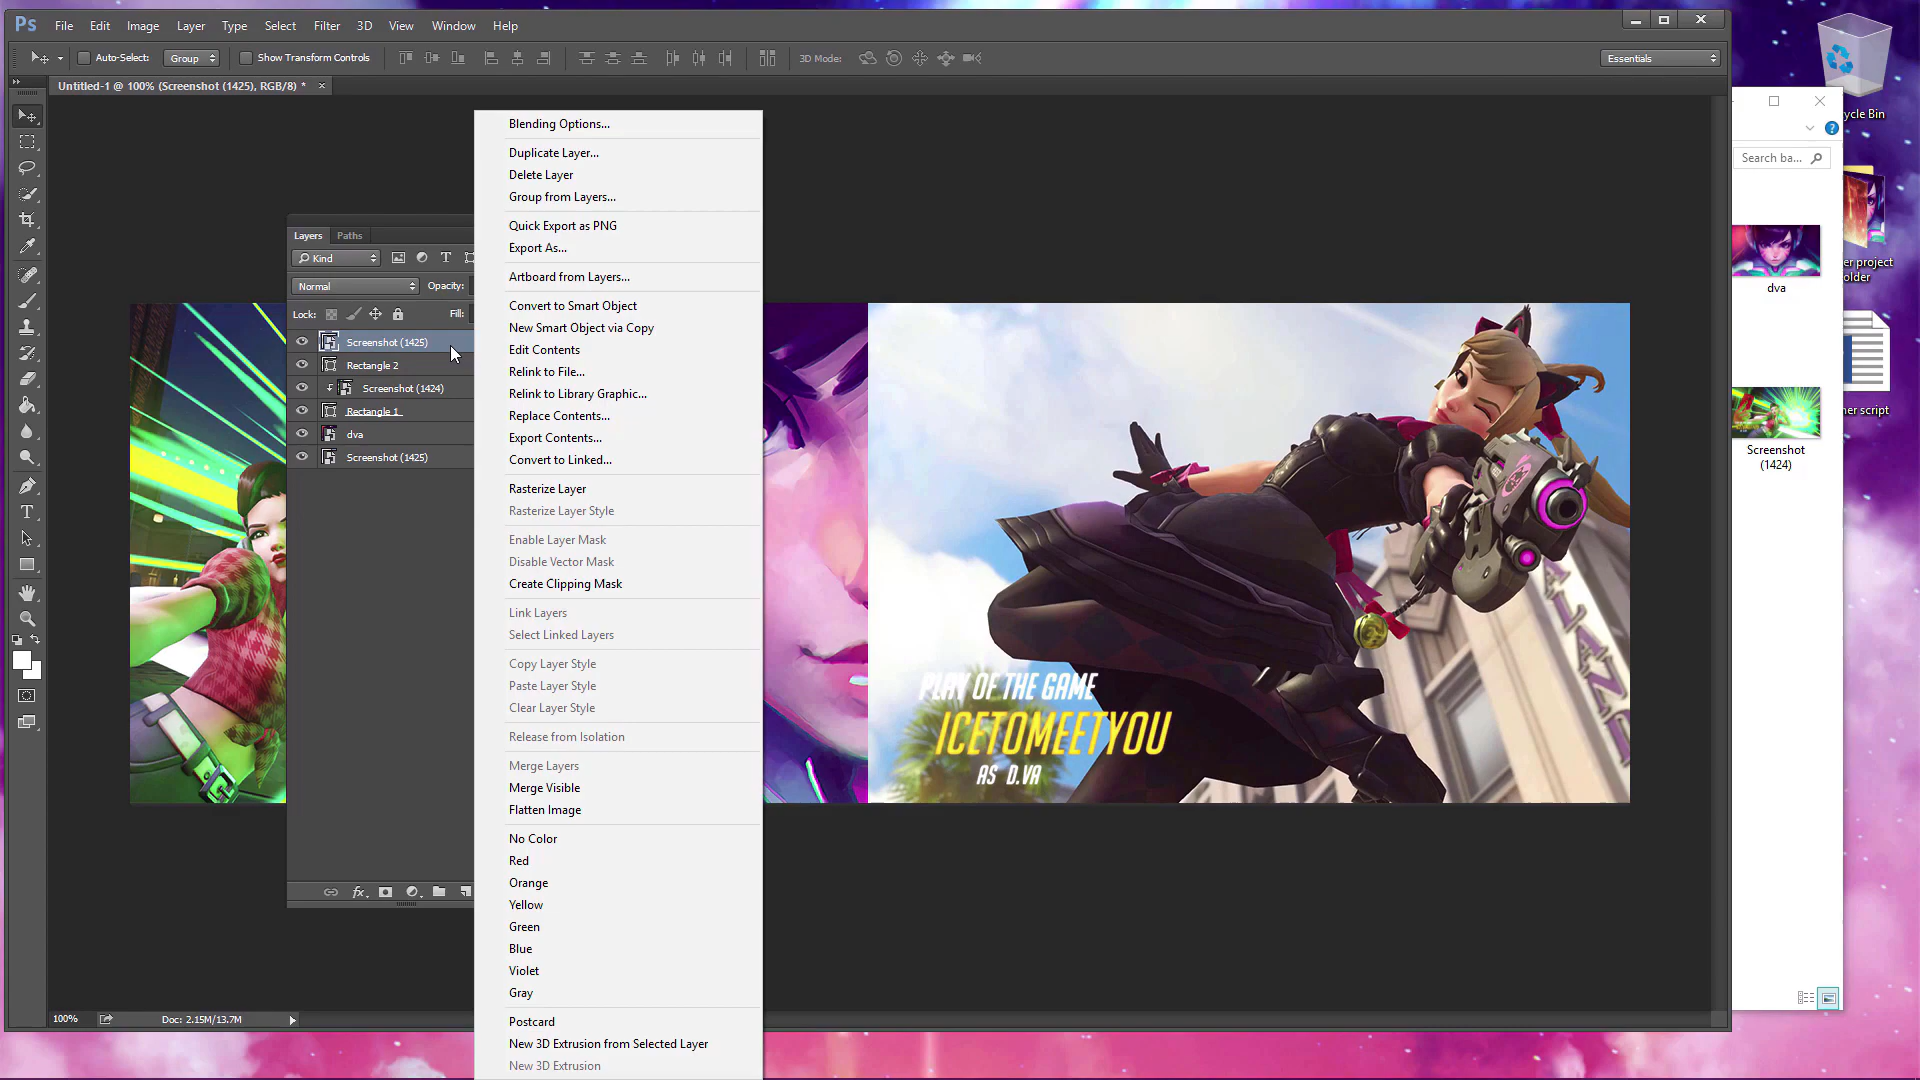 Ps File Edit Image Layer Type Select Filter 3D View Window Help
Auto-Select: Group Show Transform Controls 3D Mode: Essentials
Untitled-1 @ 100% (Screenshot (1425), RGB/8) *
Layers Paths
Kind
Normal Opacity:
Lock: Fill:
Screenshot (1425)
Rectangle 2
Screenshot (1424)
Rectangle 1
dva
Screenshot (1425)
Blending Options...
Duplicate Layer...
Delete Layer
Group from Layers...
Quick Export as PNG
Export As...
Artboard from Layers...
Convert to Smart Object
New Smart Object via Copy
Edit Contents
Relink to File...
Relink to Library Graphic...
Replace Contents...
Export Contents...
Convert to Linked...
Rasterize Layer
Rasterize Layer Style
Enable Layer Mask
Disable Vector Mask
Create Clipping Mask
Link Layers
Select Linked Layers
Copy Layer Style
Paste Layer Style
Clear Layer Style
Release from Isolation
Merge Layers
Merge Visible
Flatten Image
No Color
Red
Orange
Yellow
Green
Blue
Violet
Gray
Postcard
New 3D Extrusion from Selected Layer
New 3D Extrusion
PLAY OF THE GAME
ICETOMEETYOU
AS D.VA
100% Doc: 2.15M/13.7M
Search ba...
dva
Screenshot
(1424)
ycle Bin
er project
older
ner script